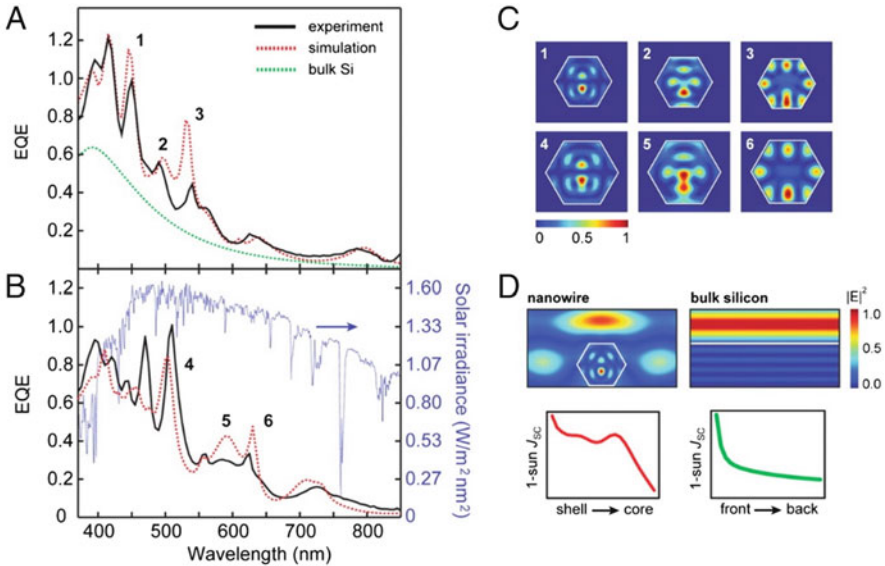 A
1.2
1.0
0.8
0.6
0.4
0.2
EQE
1
2
3
experiment
simulation
bulk Si
B
1.2
1.0
0.8
0.6
0.4
0.2
0
EQE
4
5
6
1.60
1.33
1.07
0.80
0.53
0.27
0
Solar irradiance (W/m² nm²)
400 500 600 700 800
Wavelength (nm)
C
1 2 3
4 5 6
0 0.5 1
D
nanowire bulk silicon |E|²
1.0
0.5
0.0
1-sun JSC
shell → core
1-sun JSC
front → back